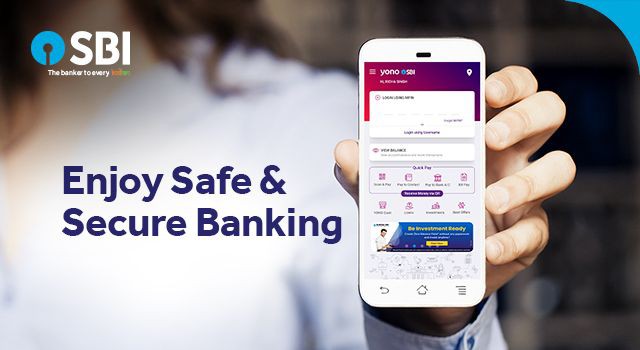 SBI
The banker to every Indian
Enjoy Safe &
Secure Banking
yono SBI
LOGIN USING MPIN
Login using Username
VIEW BALANCE
Quick Pay
Scan & Pay
Pay to Contact
Pay to Bank A/C
Bill Pay
Receive Money via QR
YONO Cash
Loans
Investments
Best Offers
Be Investment Ready